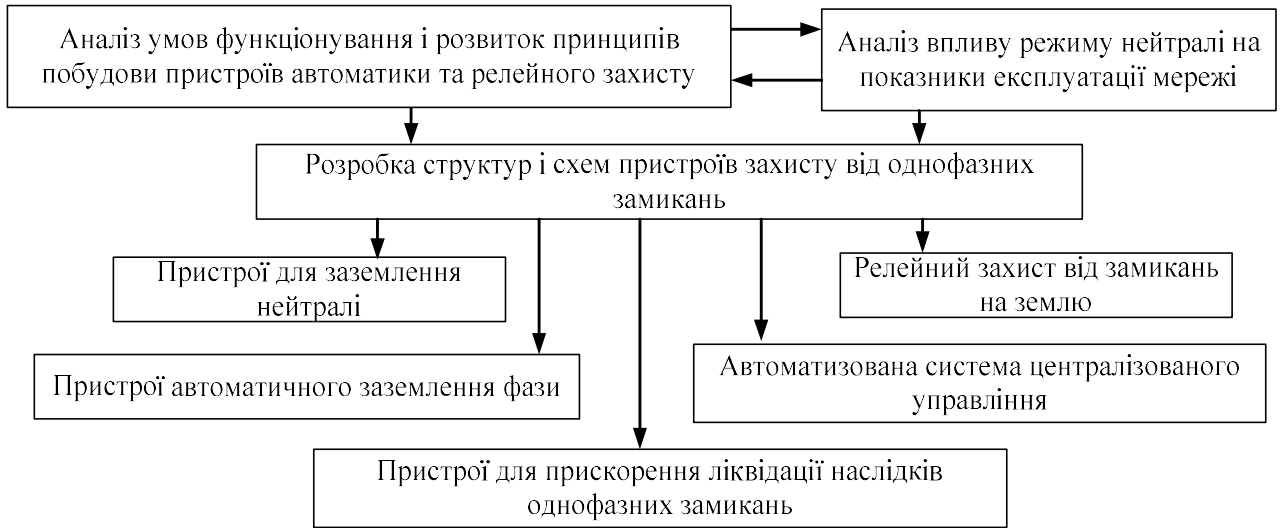 Аналіз умов функціонування і розвиток принципів
побудови пристроїв автоматики та релейного захисту
Аналіз впливу режиму нейтралі на
показники експлуатації мережі
Розробка структур і схем пристроїв захисту від однофазних
замикань
Пристрої для заземлення
нейтралі
Релейний захист від замикань
на землю
Пристрої автоматичного заземлення фази
Автоматизована система централізованого
управління
Пристрої для прискорення ліквідації наслідків
однофазних замикань